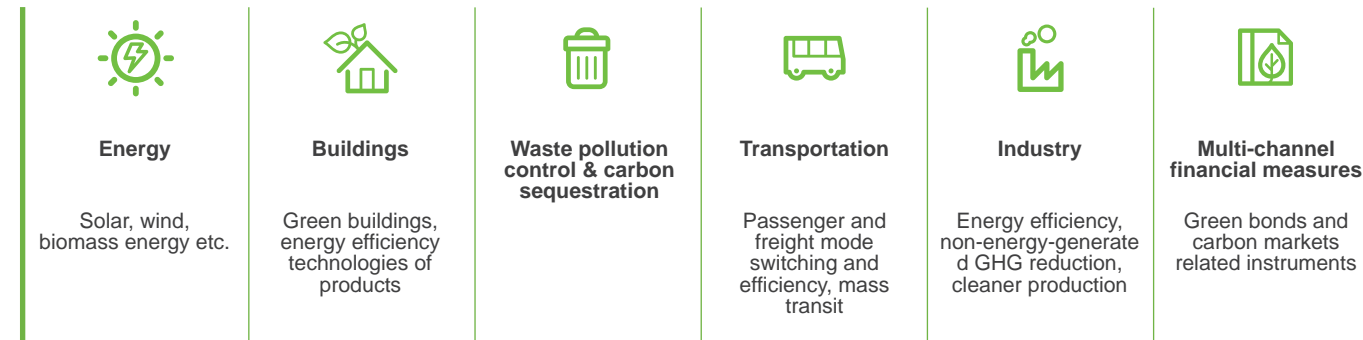 Energy
Solar, wind,
biomass energy etc.
Buildings
Green buildings,
energy efficiency
technologies of
products
Waste pollution
control & carbon
sequestration
Transportation
Passenger and
freight mode
switching and
efficiency, mass
transit
Industry
Energy efficiency,
non-energy-generate
d GHG reduction,
cleaner production
Multi-channel
financial measures
Green bonds and
carbon markets
related instruments